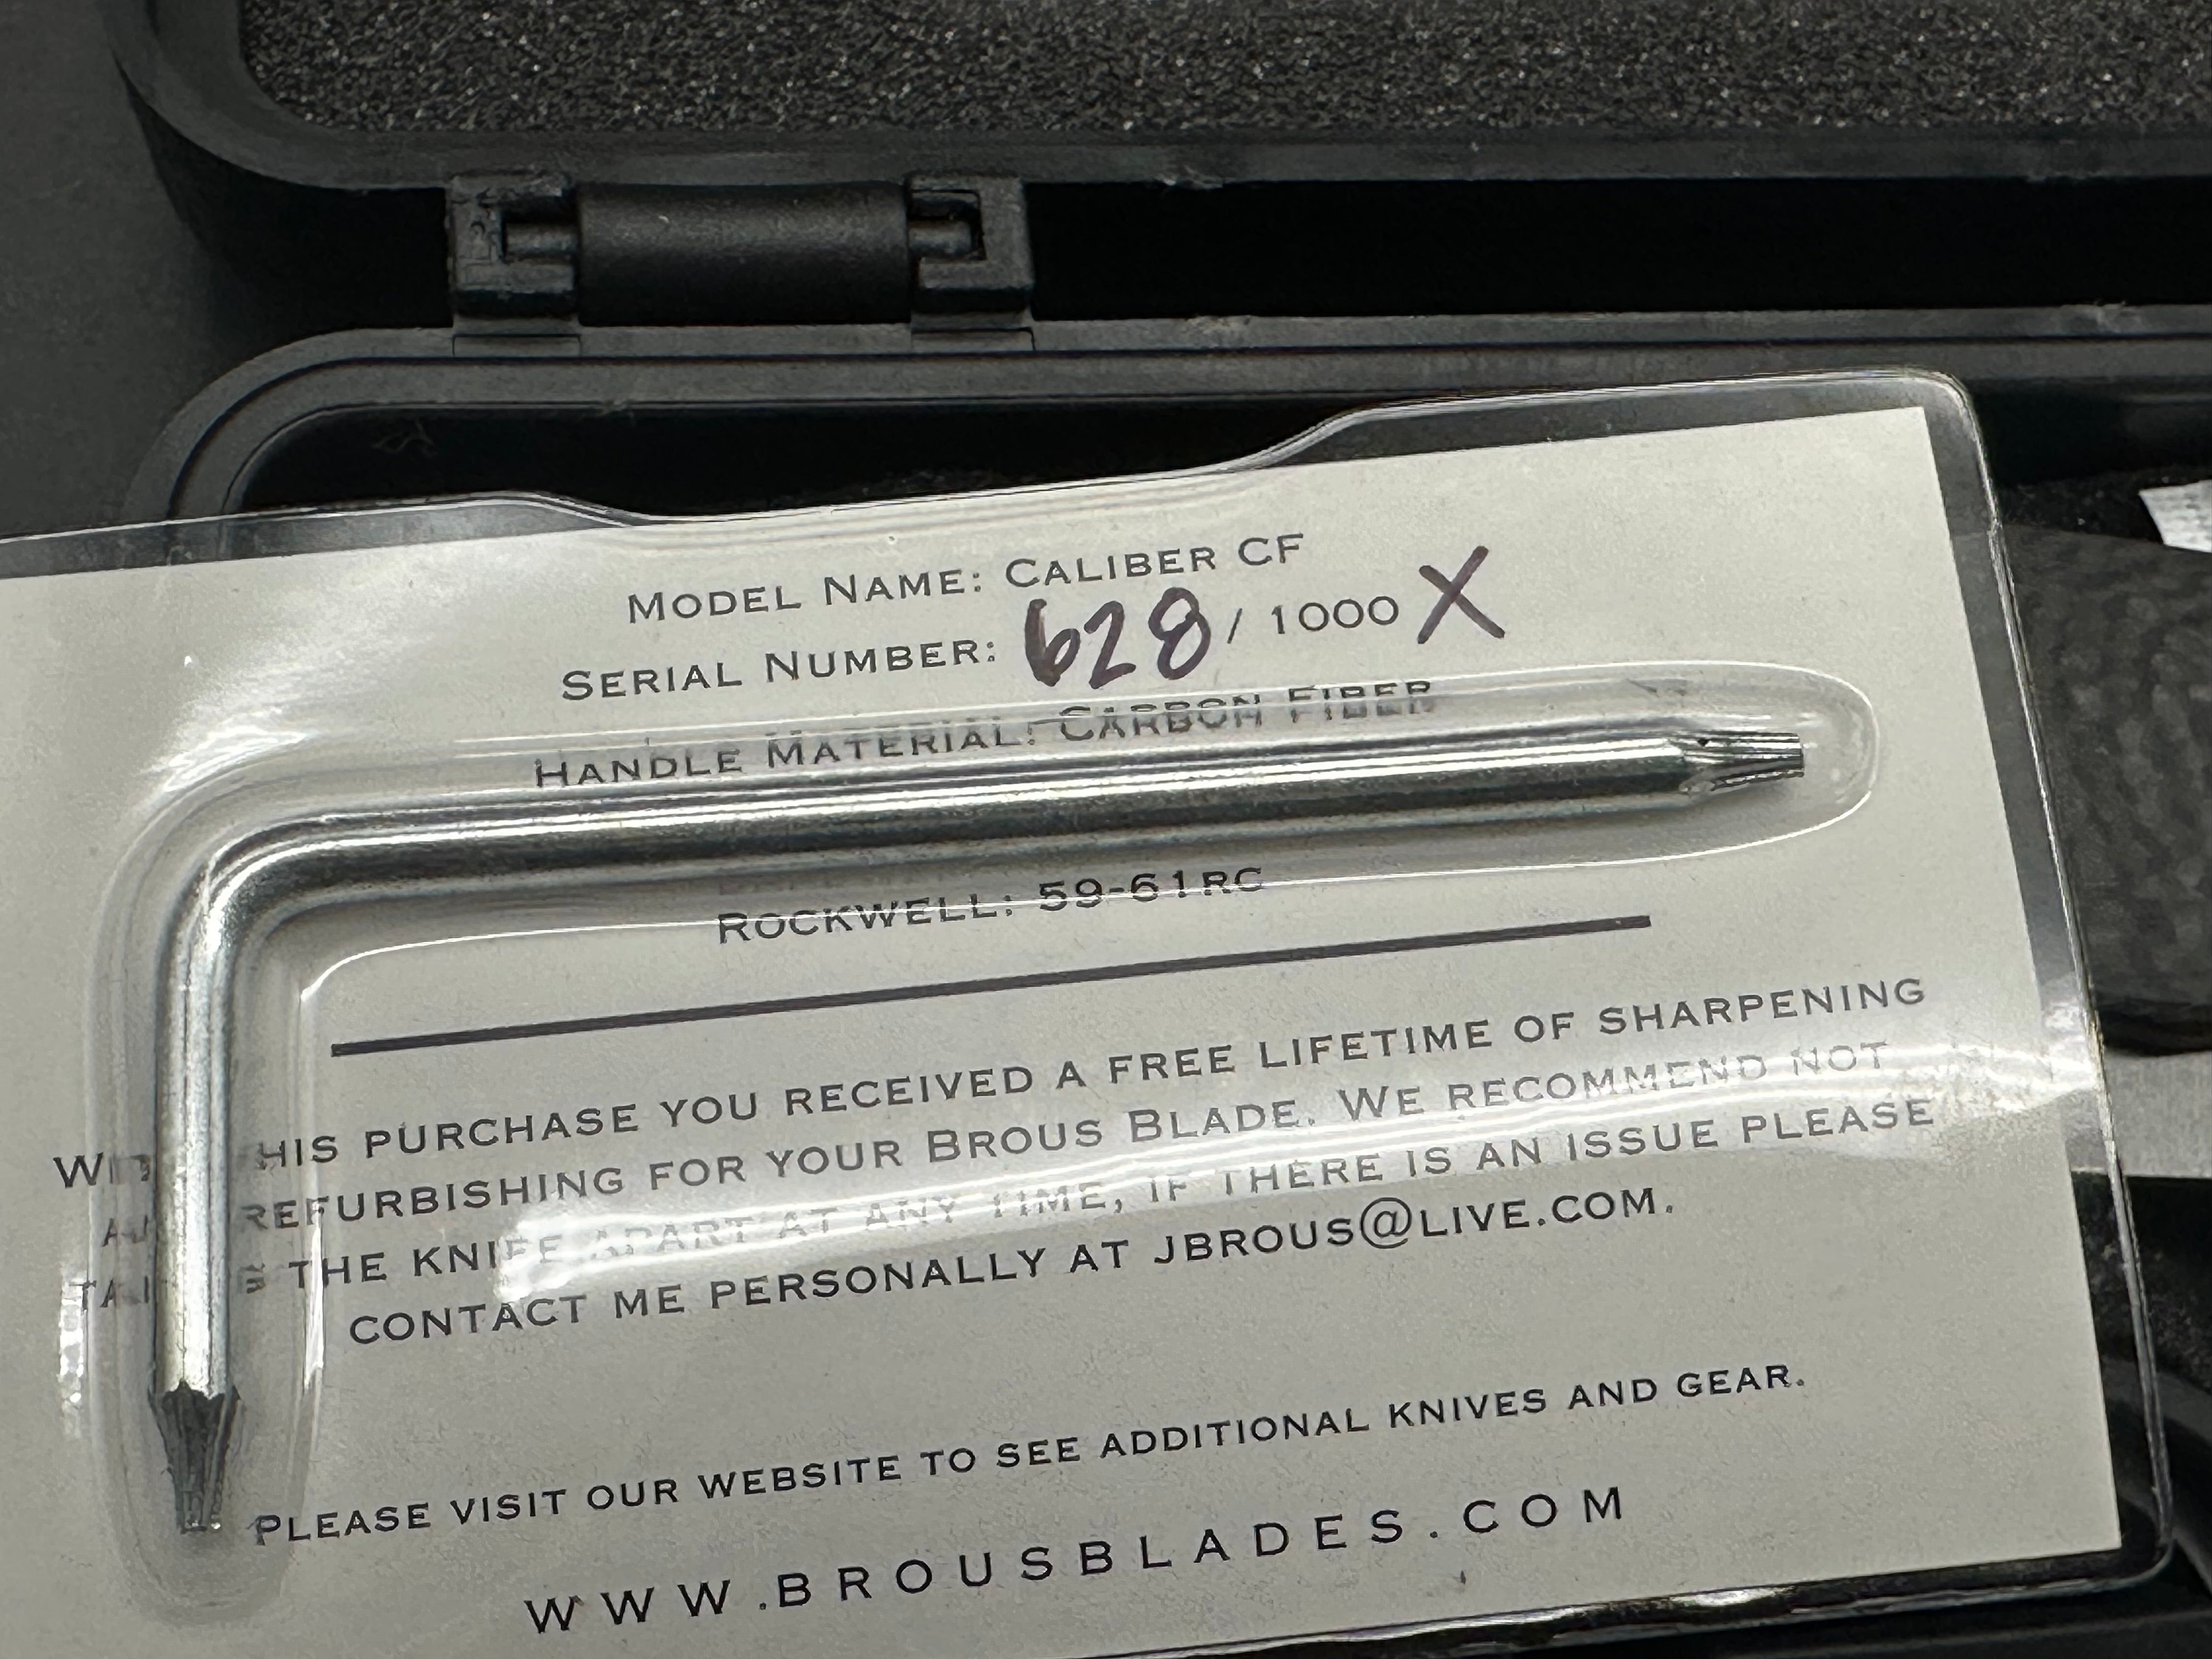 MODEL NAME: CALIBER CF
SERIAL NUMBER: 628 / 1000 X
HANDLE MATERIAL: CARBON FIBER
ROCKWELL: 59-61RC
HIS PURCHASE YOU RECEIVED A FREE LIFETIME OF SHARPENING
REFURBISHING FOR YOUR BROUS BLADE. WE RECOMMEND NOT
THE KNIFE APART AT ANY TIME, IF THERE IS AN ISSUE PLEASE
CONTACT ME PERSONALLY AT JBROUS@LIVE.COM.
PLEASE VISIT OUR WEBSITE TO SEE ADDITIONAL KNIVES AND GEAR.
WWW.BROUSBLADES.COM